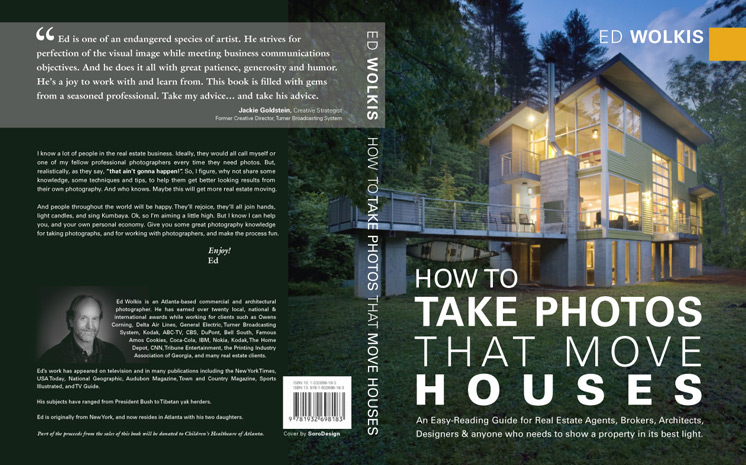 “ Ed is one of an endangered species of artist. He strives for
perfection of the visual image while meeting business communications
objectives. And he does it all with great patience, generosity and humor.
He's a joy to work with and learn from. This book is filled with gems
from a seasoned professional. Take my advice… and take his advice.
Jackie Goldstein, Creative Strategist
Former Creative Director, Turner Broadcasting System
I know a lot of people in the real estate business. Ideally, they would all call myself or
one of my fellow professional photographers every time they need photos. But,
realistically, as they say, "that ain't gonna happen!". So, I figure, why not share some
knowledge, some techniques and tips, to help them get better looking results from
their own photography. And who knows. Maybe this will get more real estate moving.
And people throughout the world will be happy. They'll rejoice, they'll all join hands,
light candles, and sing Kumbaya. Ok, so I'm aiming a little high. But I know I can help
you, and your own personal economy. Give you some great photography knowledge
for taking photographs, and for working with photographers, and make the process fun.
Enjoy!
Ed
Ed Wolkis is an Atlanta-based commercial and architectural
photographer. He has earned over twenty local, national &
international awards while working for clients such as Owens
Corning, Delta Air Lines, General Electric, Turner Broadcasting
System, Kodak, ABC-TV, CBS, DuPont, Bell South, Famous
Amos Cookies, Coca-Cola, IBM, Nokia, Kodak, The Home
Depot, CNN, Tribune Entertainment, the Printing Industry
Association of Georgia, and many real estate clients.
Ed's work has appeared on television and in many publications including the New York Times,
USA Today, National Geographic, Audubon Magazine, Town and Country Magazine, Sports
Illustrated, and TV Guide.
His subjects have ranged from President Bush to Tibetan yak herders.
Ed is originally from New York, and now resides in Atlanta with his two daughters.
Part of the proceeds from the sales of this book will be donated to Children's Healthcare of Atlanta.
9 781932 698183
Cover by SoroDesign
ED WOLKIS HOW TO TAKE PHOTOS THAT MOVE HOUSES
ED WOLKIS
HOW TO
TAKE PHOTOS
THAT MOVE
HOUSES
An Easy-Reading Guide for Real Estate Agents, Brokers, Architects,
Designers & anyone who needs to show a property in its best light.